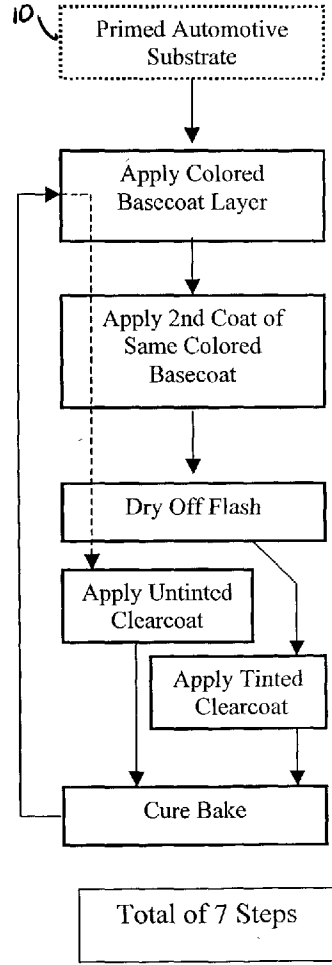 10
Primed Automotive
Substrate
Apply Colored
Basecoat Layer
Apply 2nd Coat of
Same Colored
Basecoat
Dry Off Flash
Apply Untinted
Clearcoat
Apply Tinted
Clearcoat
Cure Bake
Total of 7 Steps